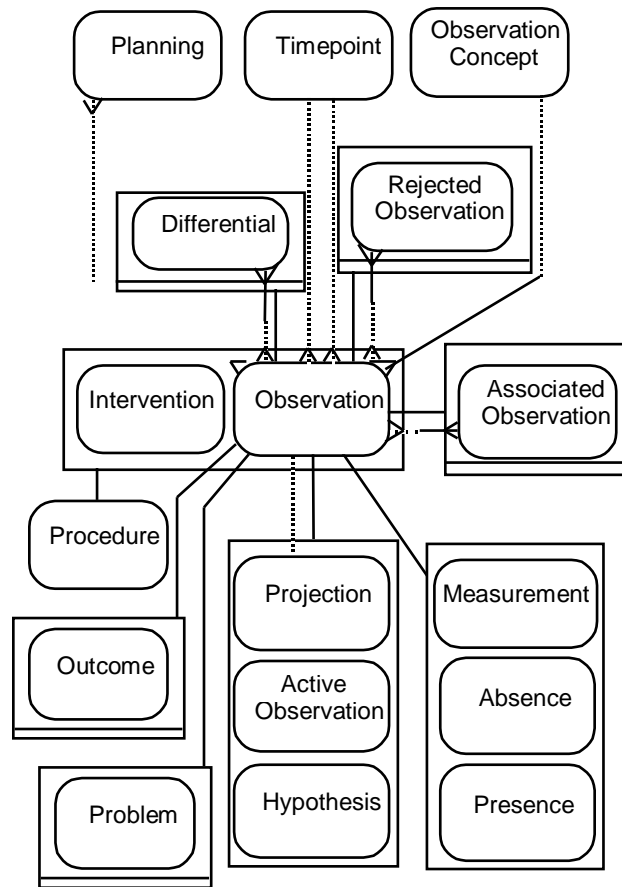 Planning
Timepoint
Observation
Concept
Differential
Rejected
Observation
Intervention
Observation
Associated
Observation
Procedure
Projection
Measurement
Outcome
Active
Observation
Absence
Problem
Hypothesis
Presence